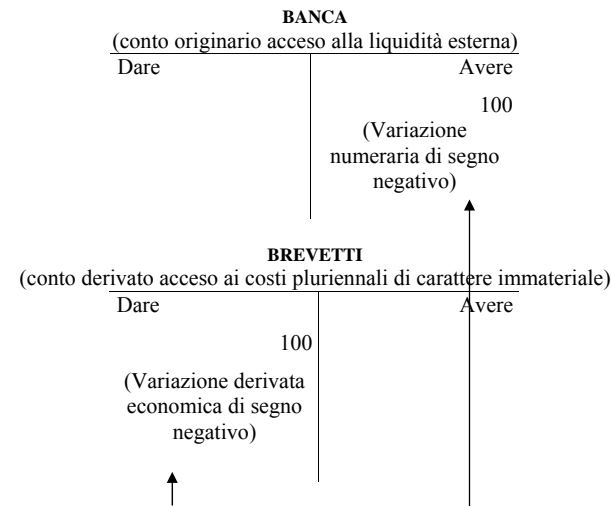 BANCA
(conto originario acceso alla liquidità esterna)
Dare Avere
100
(Variazione
numeraria di segno
negativo)
BREVETTI
(conto derivato acceso ai costi pluriennali di carattere immateriale)
Dare Avere
100
(Variazione derivata
economica di segno
negativo)